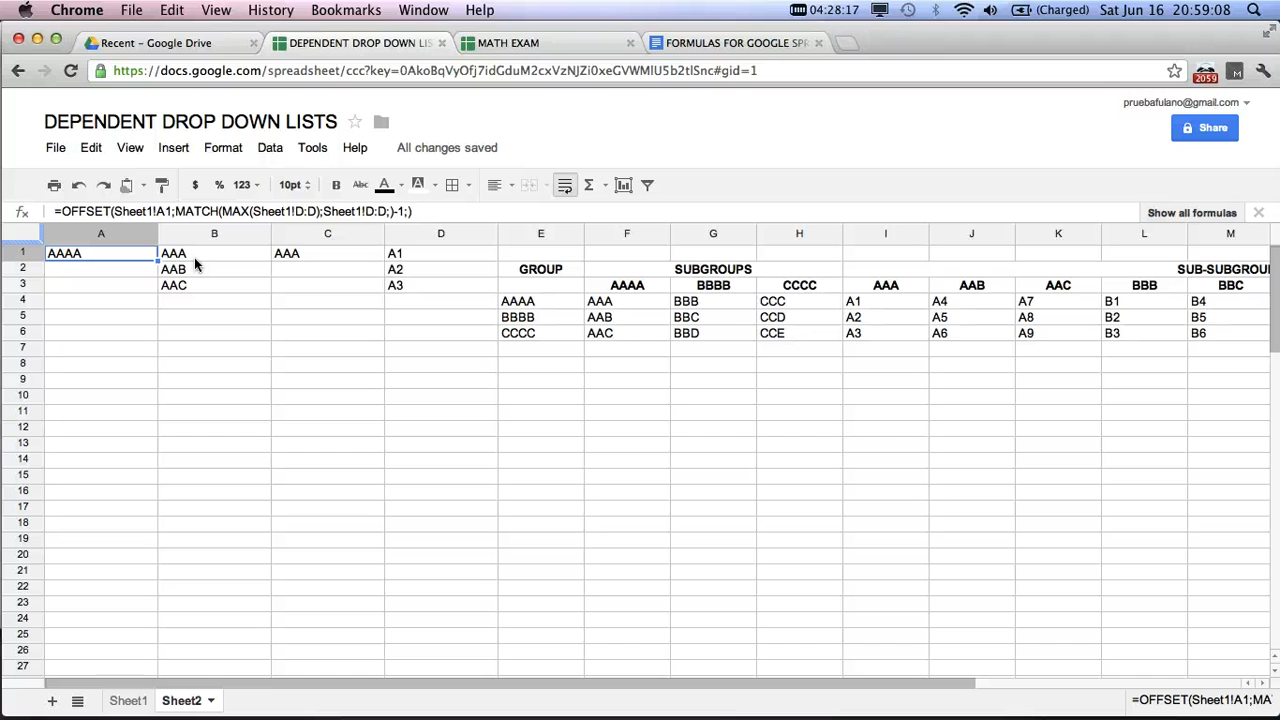 Chrome File Edit View History Bookmarks Window Help 04:28:17 (Charged) Sat Jun 16 20:59:08
Recent – Google Drive DEPENDENT DROP DOWN LIS MATH EXAM FORMULAS FOR GOOGLE SPR
https://docs.google.com/spreadsheet/ccc?key=0AkoBqVyOfj7idGduM2cxVzNJZi0xeGVWMlU5b2tlSnc#gid=1 2059 M
pruebafulano@gmail.com
DEPENDENT DROP DOWN LISTS
Share
File Edit View Insert Format Data Tools Help All changes saved
$ % 123 10pt B Abc A A Σ
fx =OFFSET(Sheet1!A1;MATCH(MAX(Sheet1!D:D);Sheet1!D:D;)-1;) Show all formulas
A B C D E F G H I J K L M
1 AAAA AAA AAA A1
2 AAB A2 GROUP SUBGROUPS SUB-SUBGROU
3 AAC A3 AAAA BBBB CCCC AAA AAB AAC BBB BBC
4 AAAA AAA BBB CCC A1 A4 A7 B1 B4
5 BBBB AAB BBC CCD A2 A5 A8 B2 B5
6 CCCC AAC BBD CCE A3 A6 A9 B3 B6
7
8
9
10
11
12
13
14
15
16
17
18
19
20
21
22
23
24
25
26
27
Sheet1 Sheet2 =OFFSET(Sheet1!A1;MA